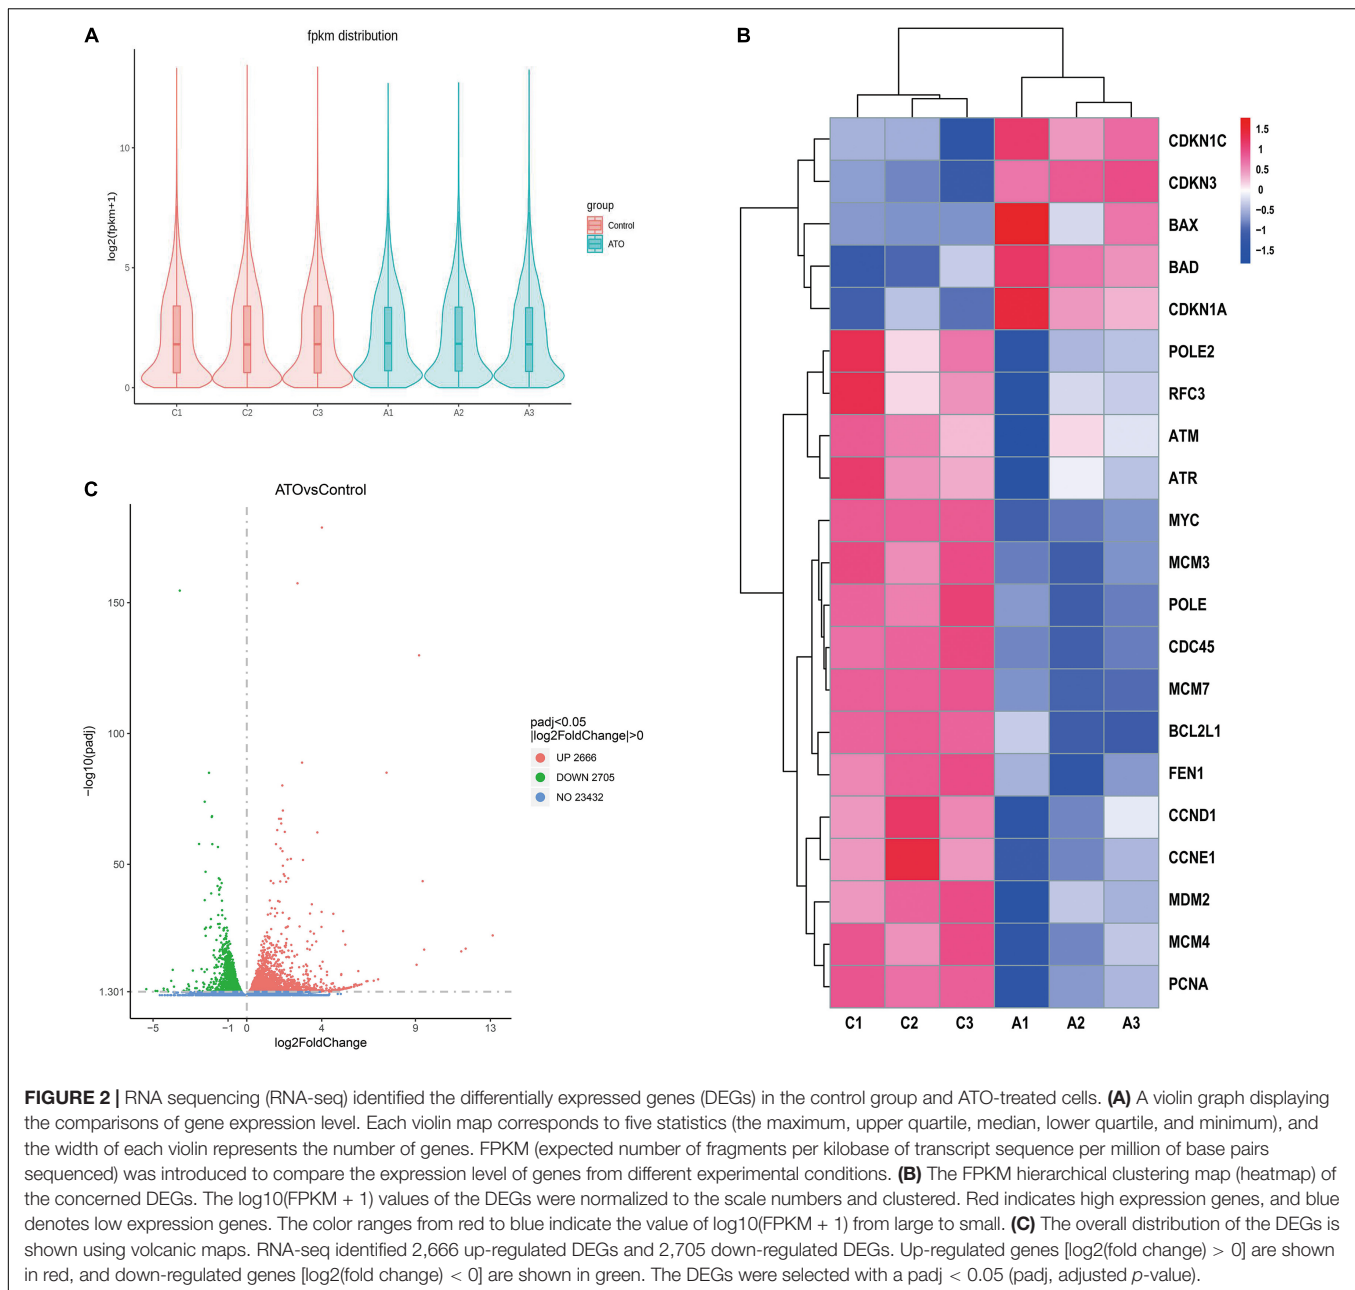 A
fpkm distribution
log2(fpkm+1)
10
5
0
C1 C2 C3 A1 A2 A3
group
Control
ATO
B
1.5
1
0.5
0
−0.5
−1
−1.5
CDKN1C
CDKN3
BAX
BAD
CDKN1A
POLE2
RFC3
ATM
ATR
MYC
MCM3
POLE
CDC45
MCM7
BCL2L1
FEN1
CCND1
CCNE1
MDM2
MCM4
PCNA
C1 C2 C3 A1 A2 A3
C
ATOvsControl
−log10(padj)
150
100
50
1.301
−5 −1 0 4 9 13
log2FoldChange
padj<0.05
|log2FoldChange|>0
UP 2666
DOWN 2705
NO 23432
FIGURE 2 | RNA sequencing (RNA-seq) identified the differentially expressed genes (DEGs) in the control group and ATO-treated cells. (A) A violin graph displaying
the comparisons of gene expression level. Each violin map corresponds to five statistics (the maximum, upper quartile, median, lower quartile, and minimum), and
the width of each violin represents the number of genes. FPKM (expected number of fragments per kilobase of transcript sequence per million of base pairs
sequenced) was introduced to compare the expression level of genes from different experimental conditions. (B) The FPKM hierarchical clustering map (heatmap) of
the concerned DEGs. The log10(FPKM + 1) values of the DEGs were normalized to the scale numbers and clustered. Red indicates high expression genes, and blue
denotes low expression genes. The color ranges from red to blue indicate the value of log10(FPKM + 1) from large to small. (C) The overall distribution of the DEGs is
shown using volcanic maps. RNA-seq identified 2,666 up-regulated DEGs and 2,705 down-regulated DEGs. Up-regulated genes [log2(fold change) > 0] are shown
in red, and down-regulated genes [log2(fold change) < 0] are shown in green. The DEGs were selected with a padj < 0.05 (padj, adjusted p-value).